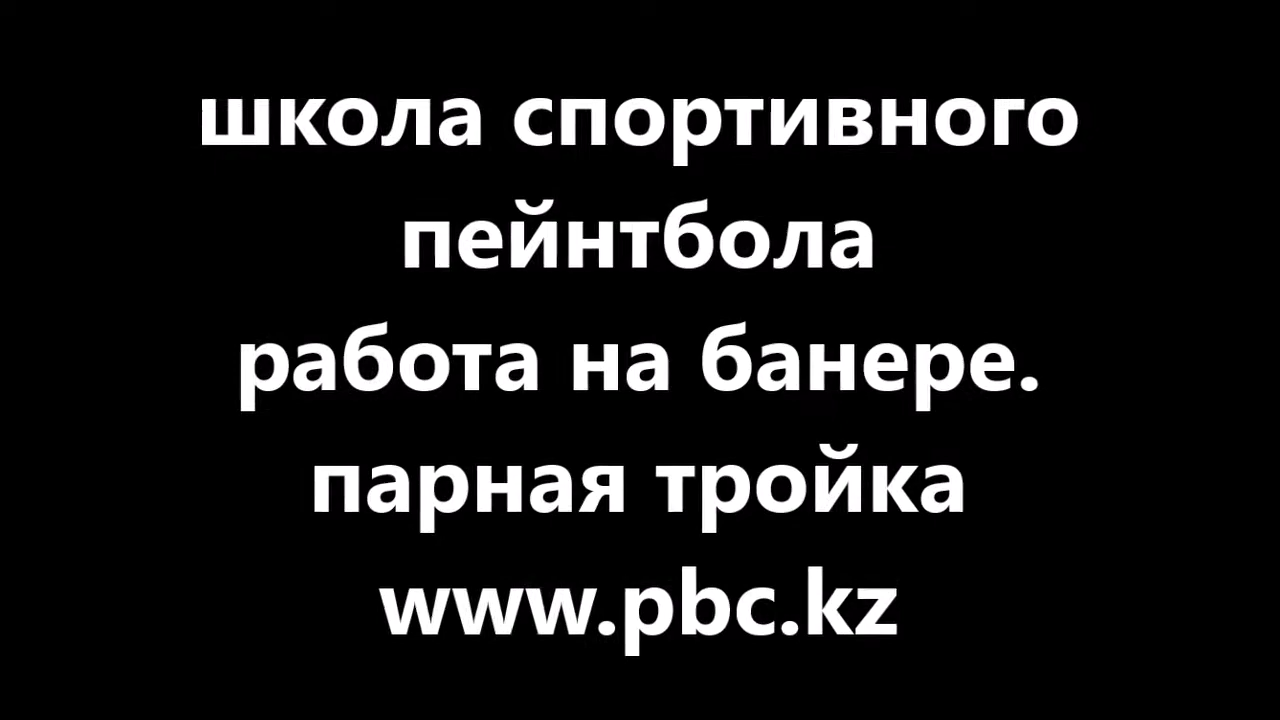 школа спортивного
пейнтбола
работа на банере.
парная тройка
www.pbc.kz